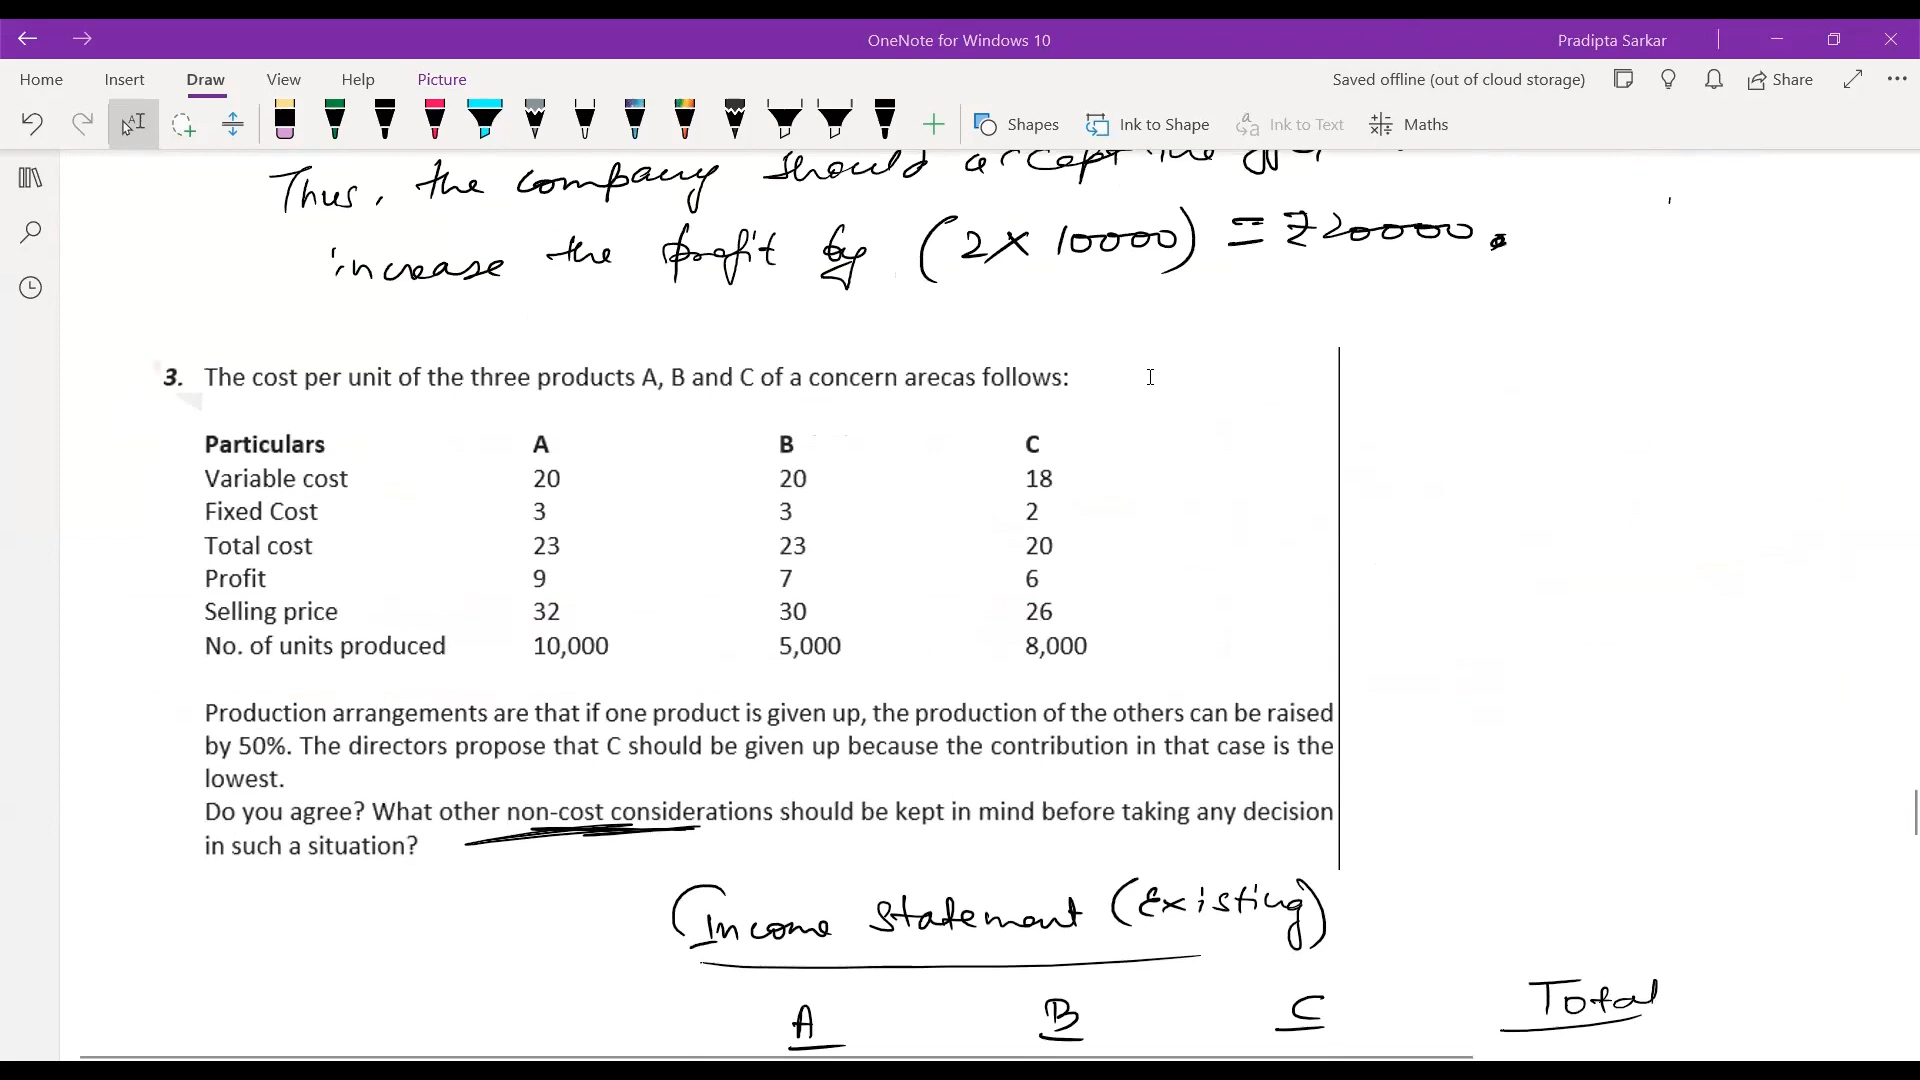 OneNote for Windows 10
Pradipta Sarkar
Home Insert Draw View Help Picture
Saved offline (out of cloud storage) Share
Shapes Ink to Shape Ink to Text Maths
Thus, the company should accept the
increase the profit by (2 x 10000) = ₹20000.
3. The cost per unit of the three products A, B and C of a concern arecas follows:
Particulars A B C
Variable cost 20 20 18
Fixed Cost 3 3 2
Total cost 23 23 20
Profit 9 7 6
Selling price 32 30 26
No. of units produced 10,000 5,000 8,000
Production arrangements are that if one product is given up, the production of the others can be raised
by 50%. The directors propose that C should be given up because the contribution in that case is the
lowest.
Do you agree? What other non-cost considerations should be kept in mind before taking any decision
in such a situation?
Income Statement (Existing)
A B C Total